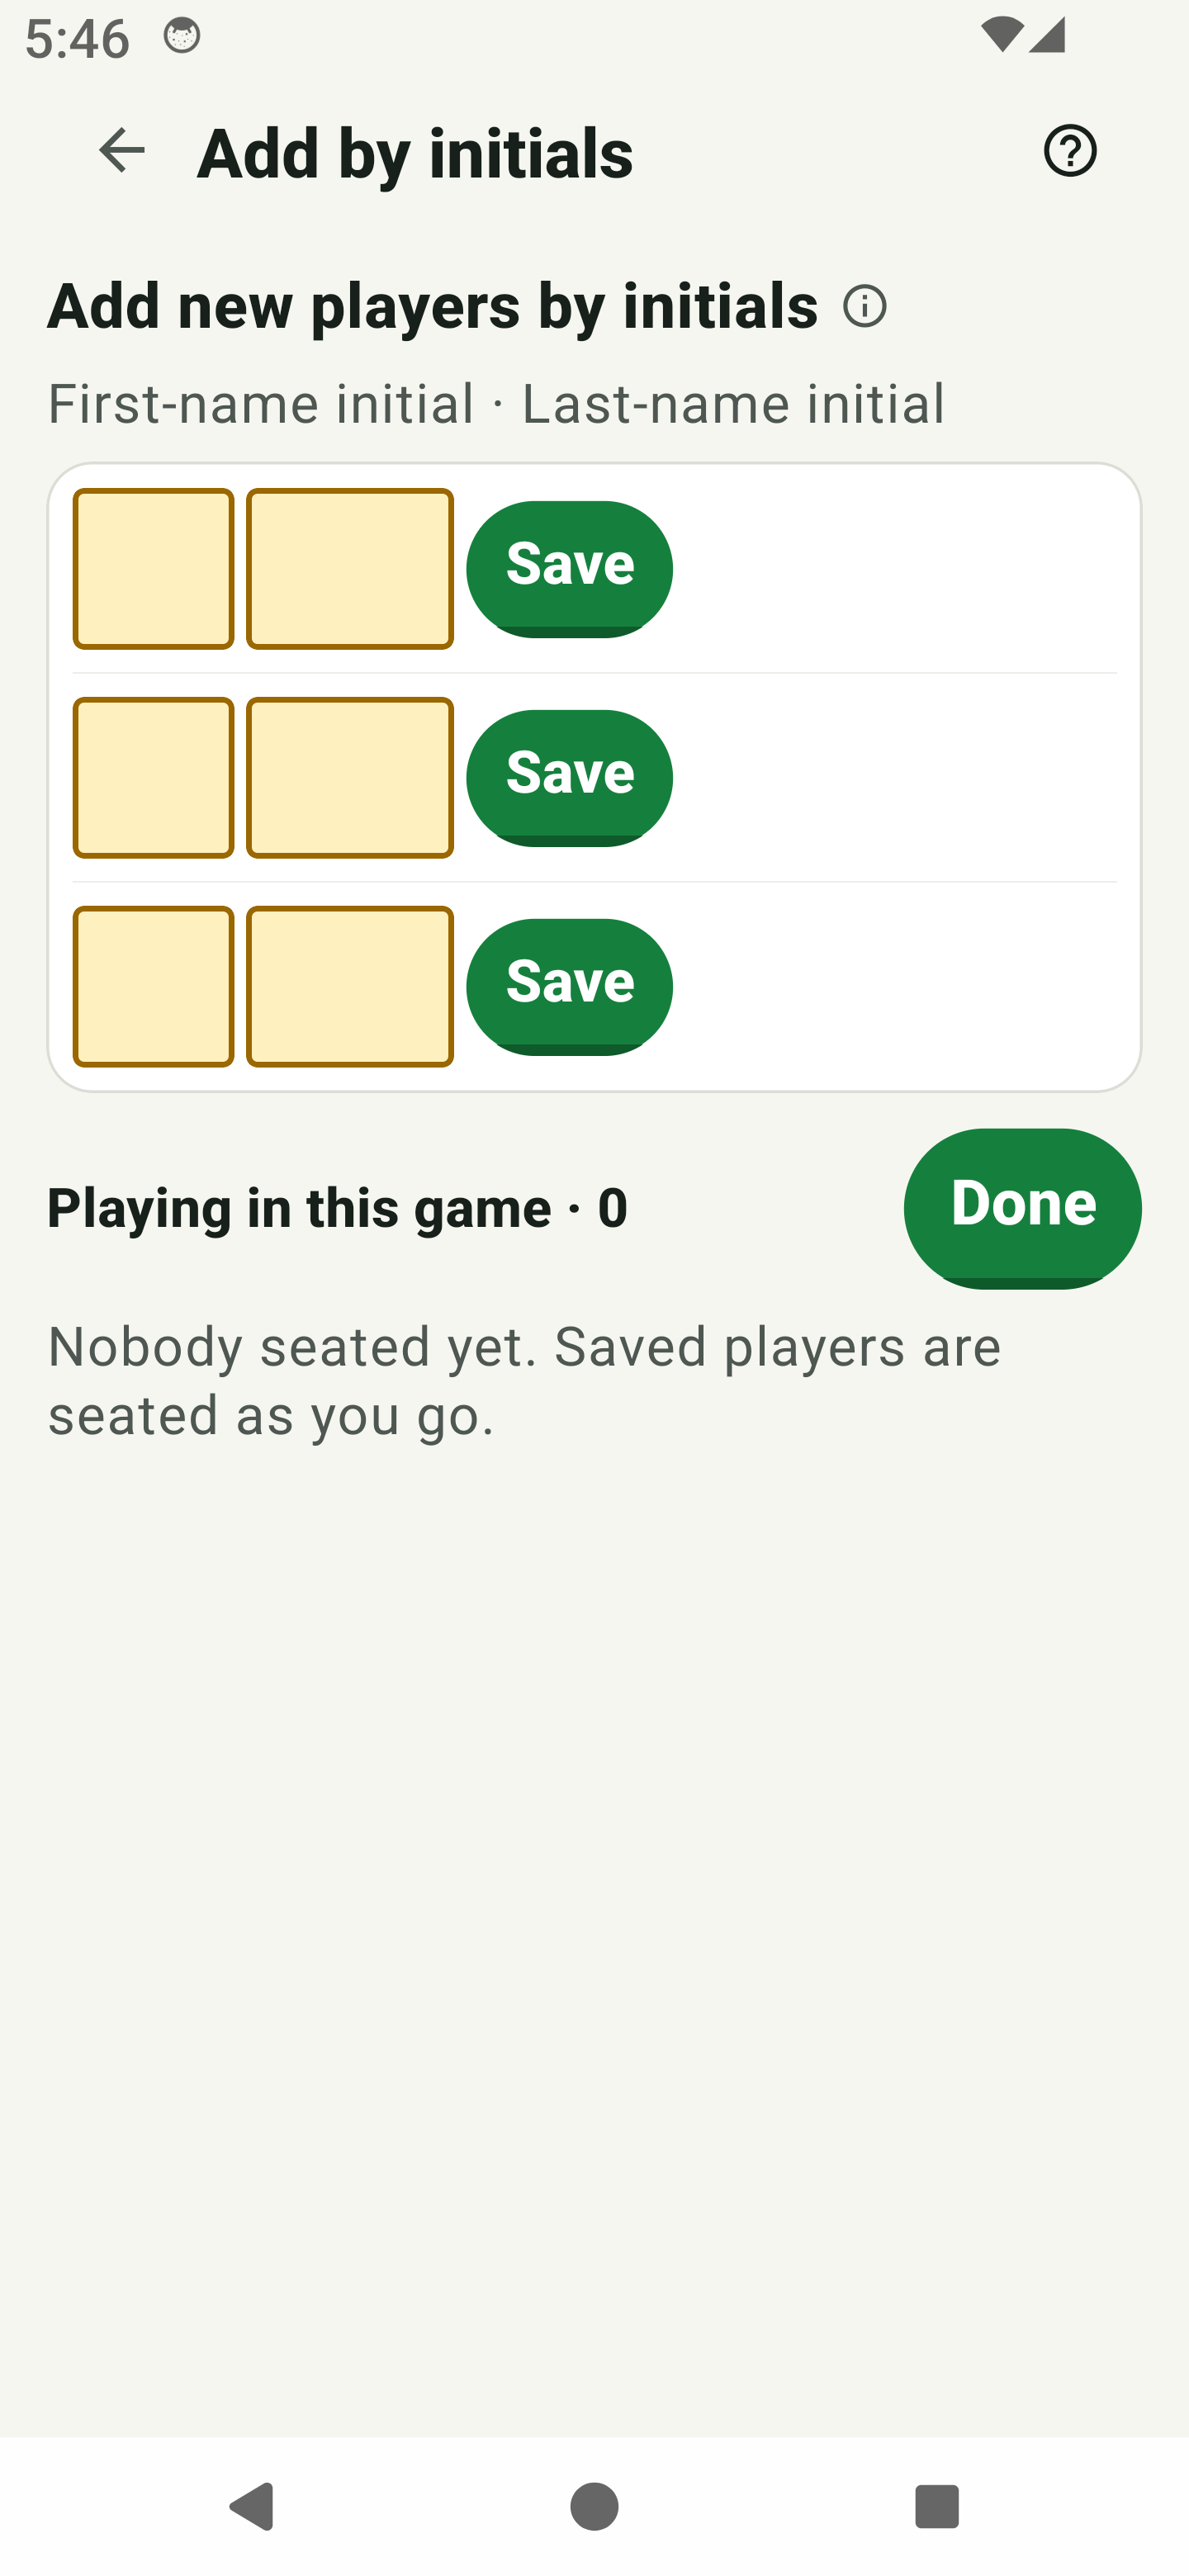 5:46
Add by initials
Add new players by initials
First-name initial · Last-name initial
Save
Save
Save
Playing in this game · 0
Done
Nobody seated yet. Saved players are
seated as you go.